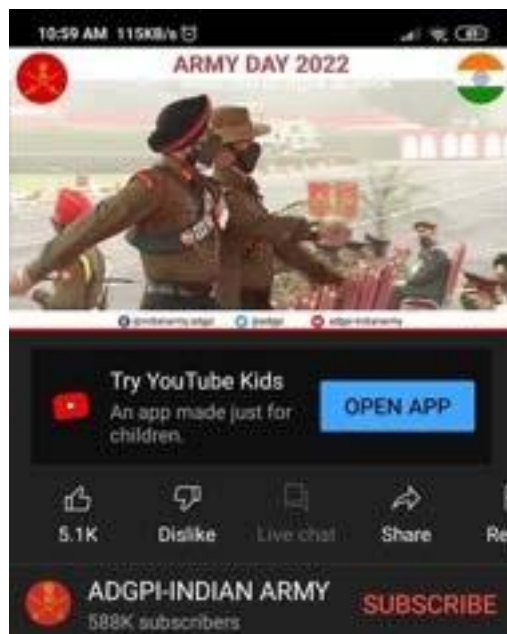 10:59 AM 115KB/s
ARMY DAY 2022
Try YouTube Kids
An app made just for
children.
OPEN APP
5.1K
Dislike
Live chat
Share
Re
ADGPI-INDIAN ARMY
588K subscribers
SUBSCRIBE